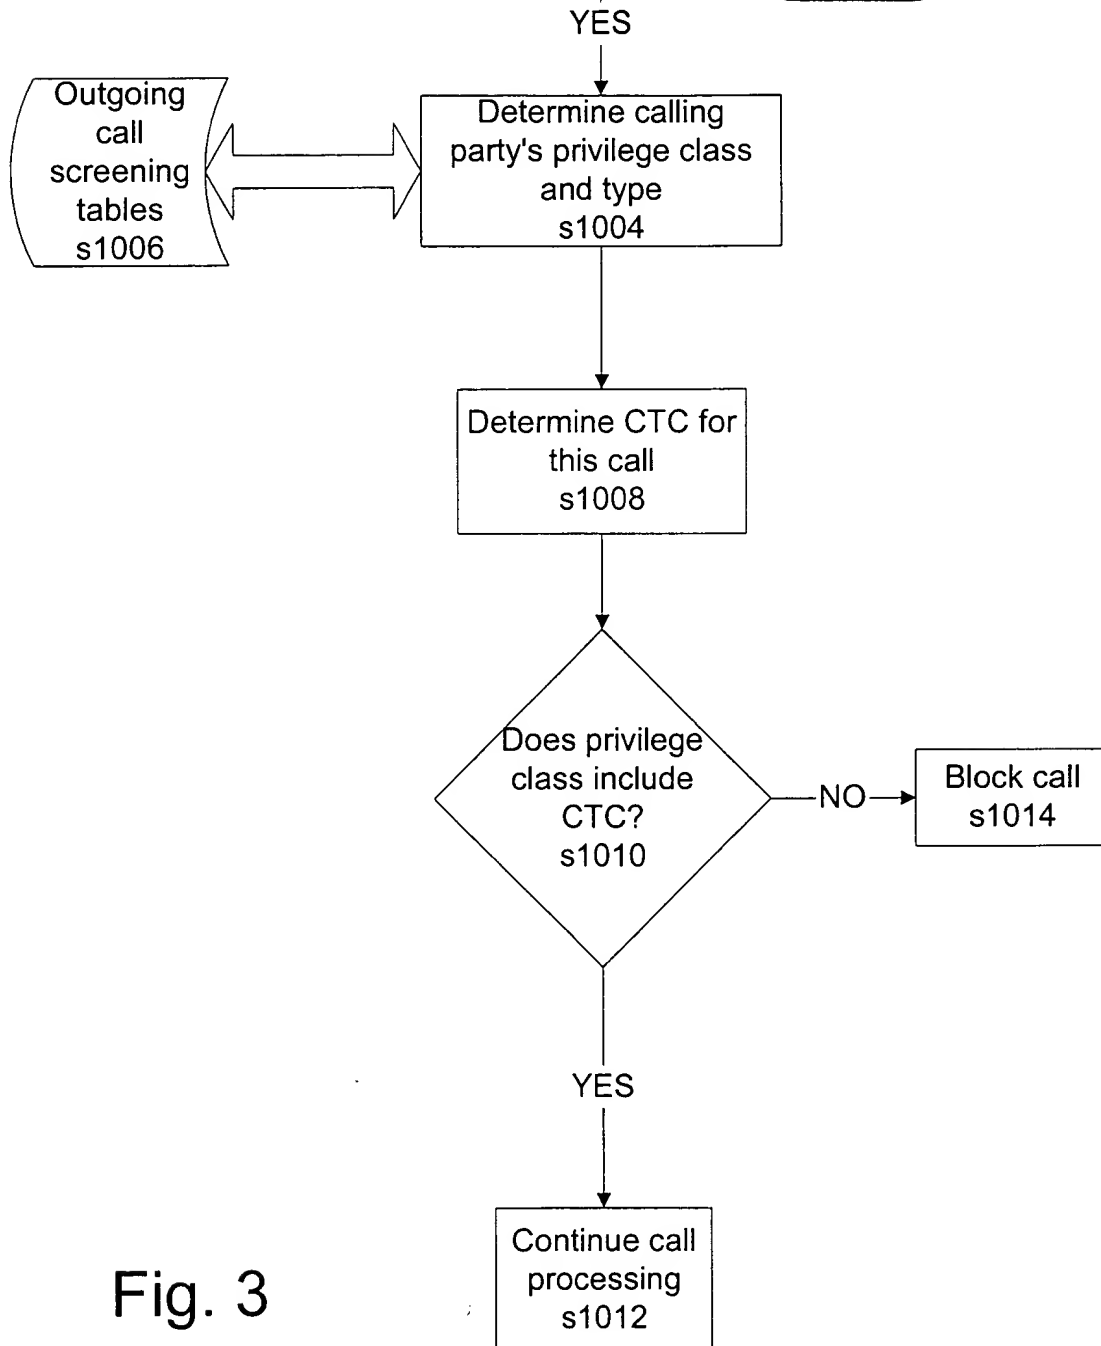 YES
Outgoing
call
screening
tables
s1006
Determine calling
party's privilege class
and type
s1004
Determine CTC for
this call
s1008
Does privilege
class include
CTC?
s1010
NO
Block call
s1014
YES
Continue call
processing
s1012
Fig. 3